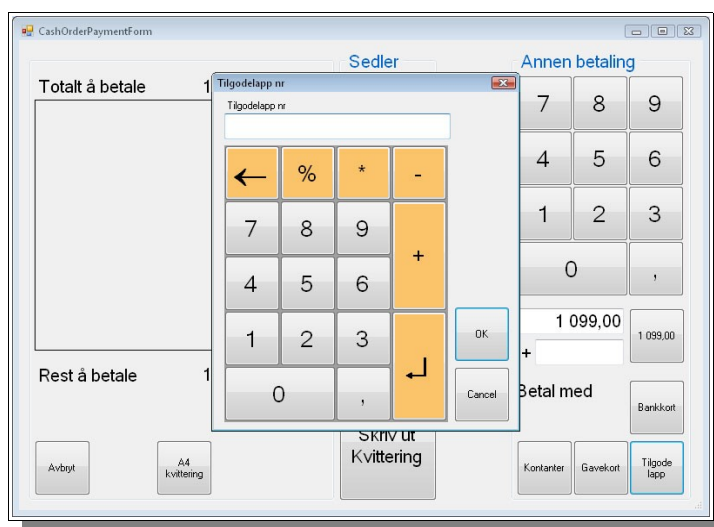 CashOrderPaymentForm
Sedler
Annen betaling
Totalt å betale 1
Tilgodelapp nr
Tilgodelapp nr
← % * -
7 8 9
+
4 5 6
1 2 3
0 ,
OK
Cancel
7 8 9
4 5 6
1 2 3
0 ,
1 099,00
1 099,00
+
Rest å betale 1
Betal med
Bankkort
Skriv ut
Kvittering
Avbryt
A4
kvittering
Kontanter
Gavekort
Tilgode
lapp